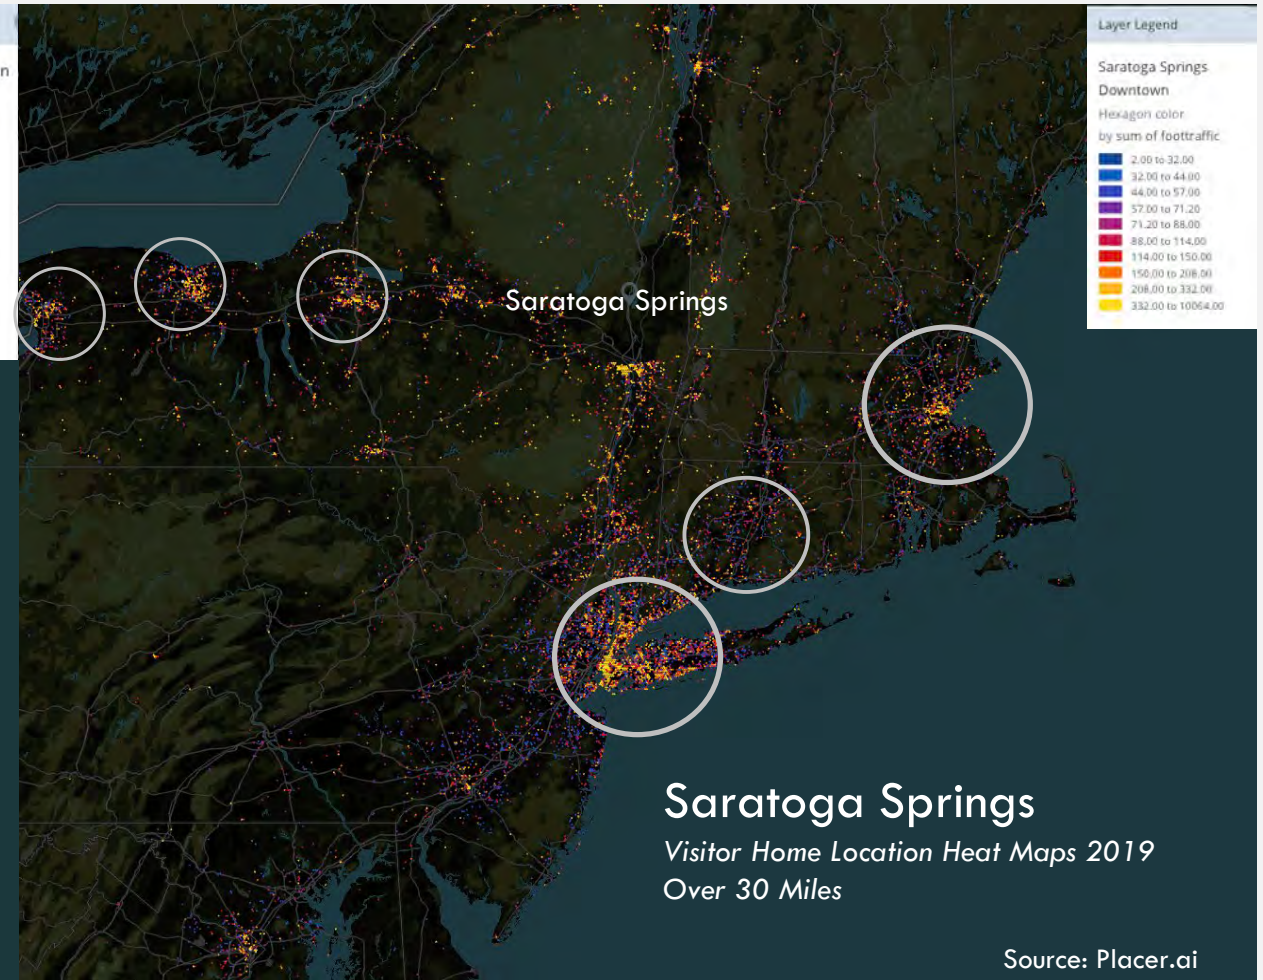 n
Layer Legend
Saratoga Springs
Downtown
Hexagon color
by sum of foottraffic
2.00 to 32.00
32.00 to 44.00
44.00 to 57.00
57.00 to 71.20
71.20 to 88.00
88.00 to 114.00
114.00 to 150.00
150.00 to 208.00
208.00 to 332.00
332.00 to 10064.00
Saratoga Springs
Saratoga Springs
Visitor Home Location Heat Maps 2019
Over 30 Miles
Source: Placer.ai